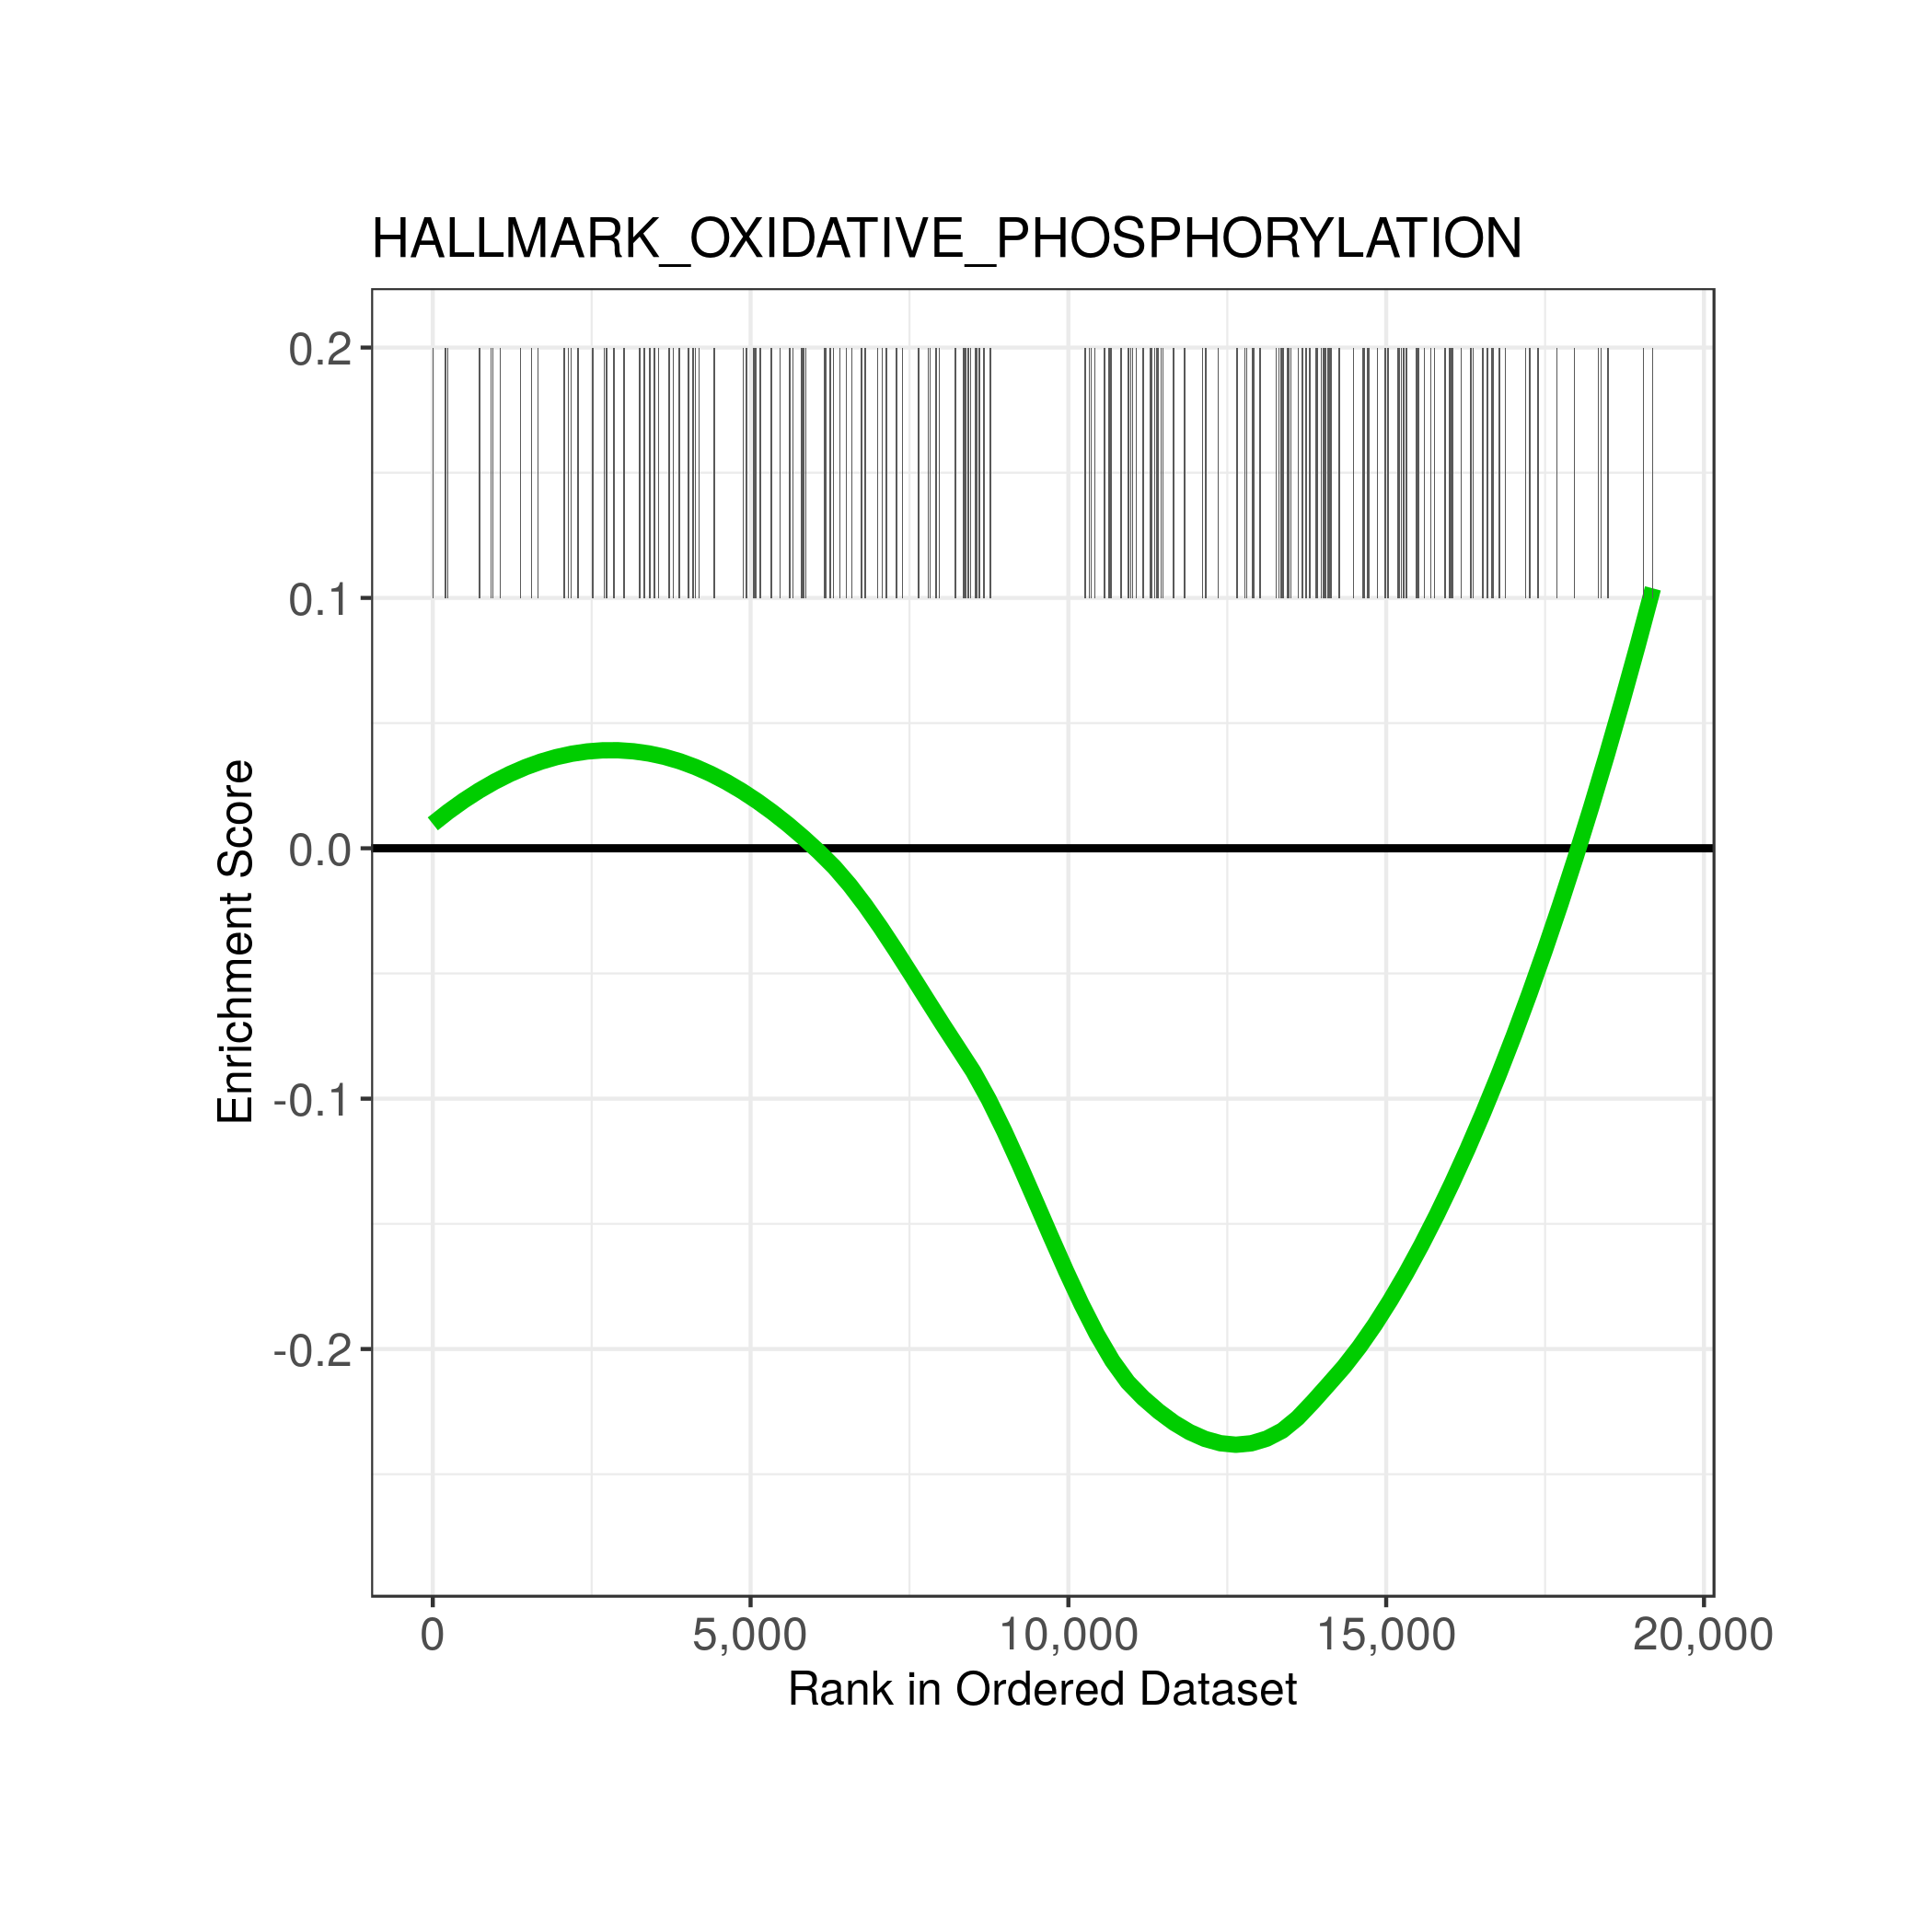 HALLMARK_OXIDATIVE_PHOSPHORYLATION
0.2
0.1
0.0
-0.1
-0.2
Enrichment Score
0 5,000 10,000 15,000 20,000
Rank in Ordered Dataset